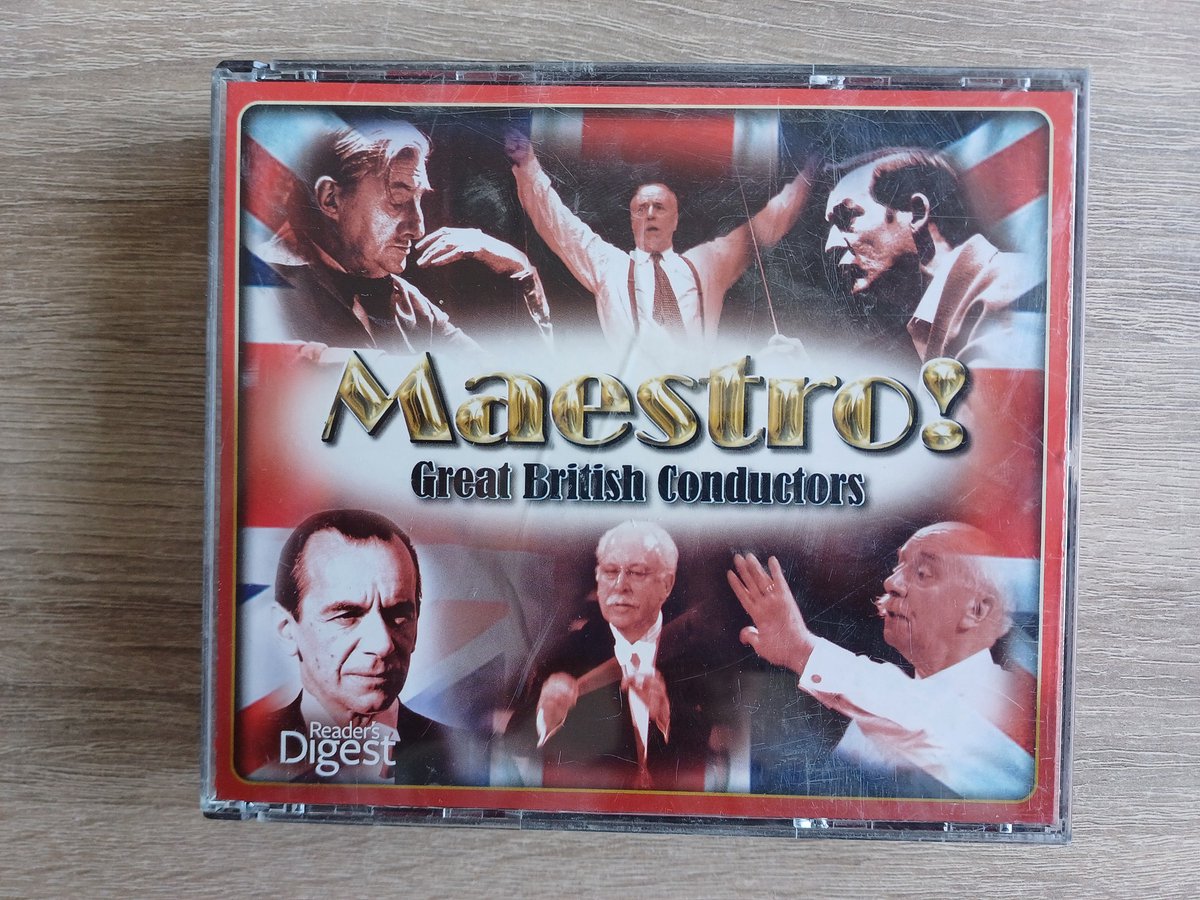 Maestro!
Great British Conductors
Reader's
Digest